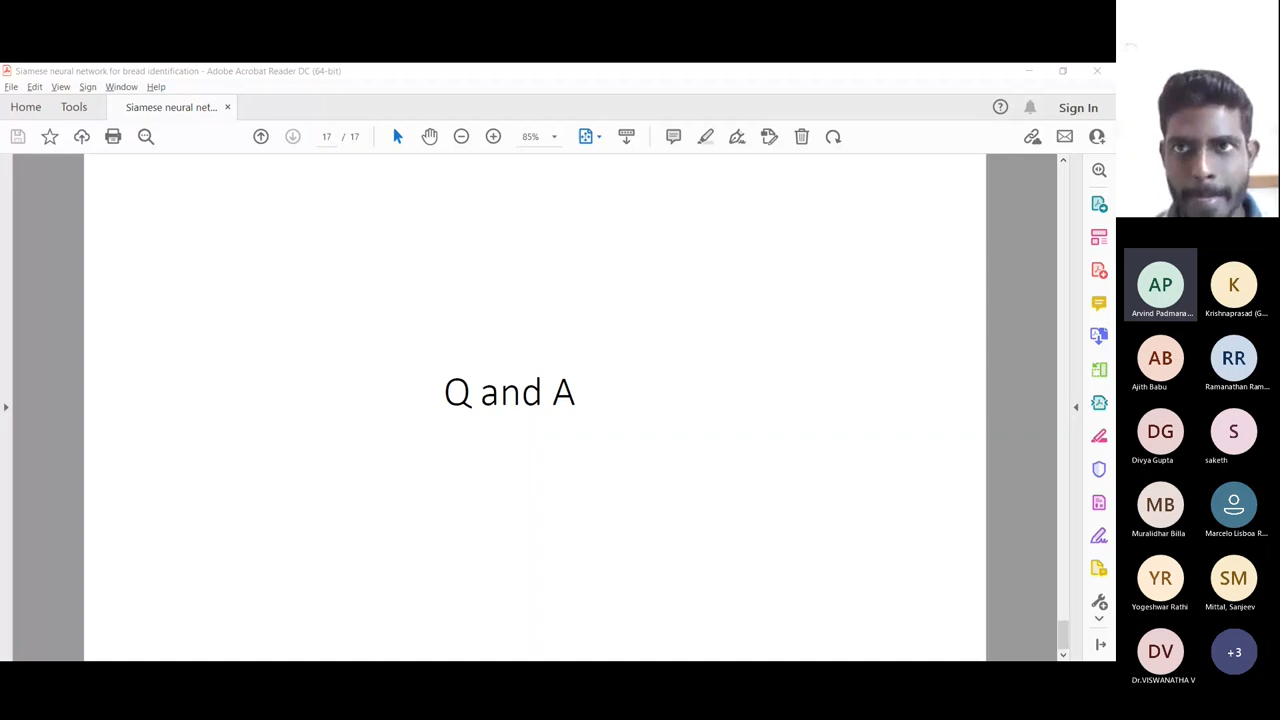 Siamese neural network for bread identification - Adobe Acrobat Reader DC (64-bit)
File Edit View Sign Window Help
Home Tools Siamese neural net... × Sign In
17 / 17 85%
Q and A
AP K
Arvind Padmana... Krishnaprasad (G...
AB RR
Ajith Babu Ramanathan Ram...
DG S
Divya Gupta saketh
MB
Muralidhar Billa Marcelo Lisboa R...
YR SM
Yogeshwar Rathi Mittal, Sanjeev
DV +3
Dr.VISWANATHA V